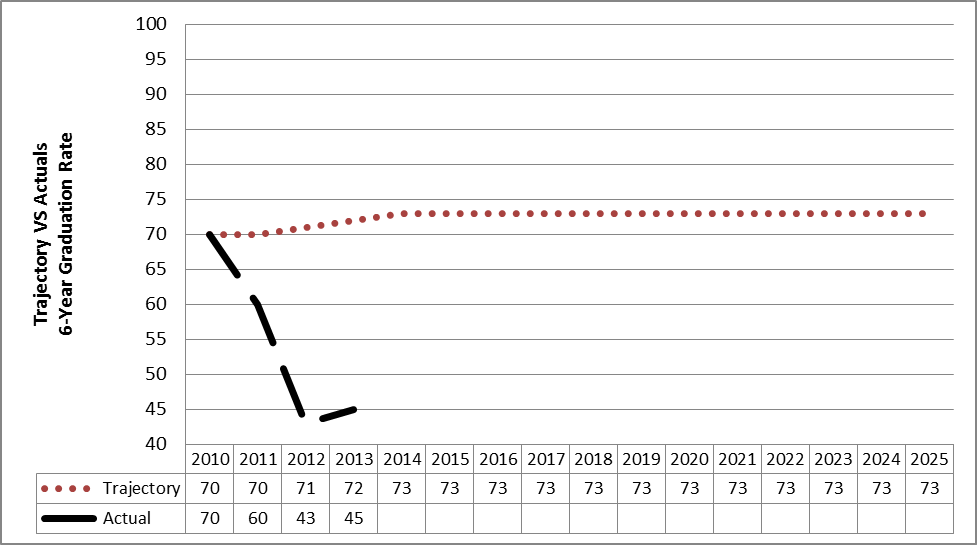 Trajectory VS Actuals
6-Year Graduation Rate
100
95
90
85
80
75
70
65
60
55
50
45
40
2010 2011 2012 2013 2014 2015 2016 2017 2018 2019 2020 2021 2022 2023 2024 2025
Trajectory 70 70 71 72 73 73 73 73 73 73 73 73 73 73 73 73
Actual 70 60 43 45